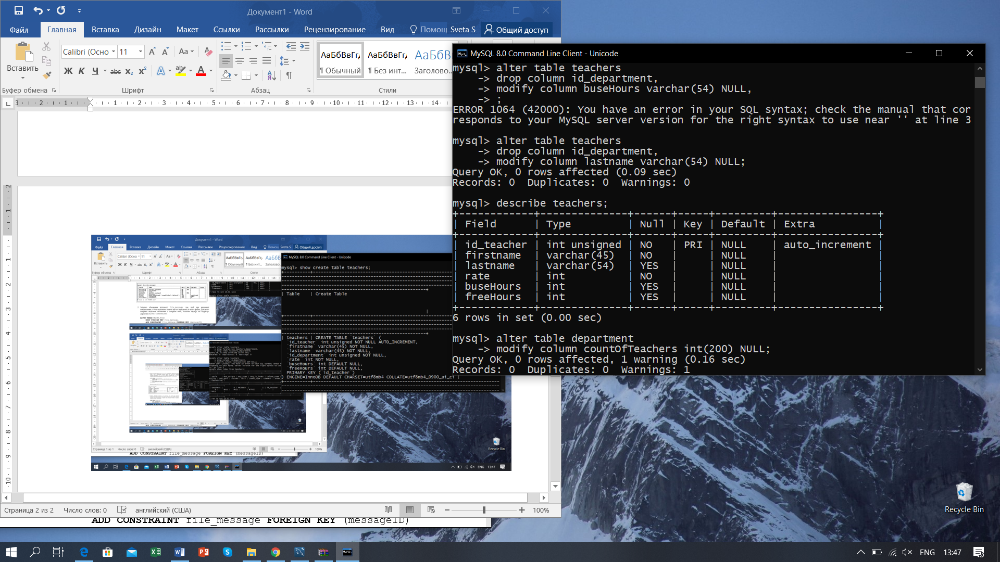 Документ1 - Word
Файл Главная Вставка Дизайн Макет Ссылки Рассылки Рецензирование Вид Помощ Sveta S Общий доступ
Вставить
Calibri (Осно 11
Aa
Ж К Ч abc x₂ x²
АаБбВвГг, АаБбВвГг, АаБбВ
¶ Обычный ¶ Без инт... Заголово...
Буфер обмена Шрифт Абзац Стили
3 2 1 1 2 3 4 5 6 7 8 9 10 11 12 13 14
MySQL 8.0 Command Line Client - Unicode
mysql> alter table teachers
-> drop column id_department,
-> modify column buseHours varchar(54) NULL,
-> ;
ERROR 1064 (42000): You have an error in your SQL syntax; check the manual that cor
responds to your MySQL server version for the right syntax to use near '' at line 3
mysql> alter table teachers
-> drop column id_department,
-> modify column lastname varchar(54) NULL;
Query OK, 0 rows affected (0.09 sec)
Records: 0 Duplicates: 0 Warnings: 0
mysql> describe teachers;
| Field | Type | Null | Key | Default | Extra |
| id_teacher | int unsigned | NO | PRI | NULL | auto_increment |
| firstname | varchar(45) | NO | | NULL | |
| lastname | varchar(54) | YES | | NULL | |
| rate | int | NO | | NULL | |
| buseHours | int | YES | | NULL | |
| freeHours | int | YES | | NULL | |
6 rows in set (0.00 sec)
mysql> alter table department
-> modify column countOfTeachers int(200) NULL;
Query OK, 0 rows affected, 1 warning (0.16 sec)
Records: 0 Duplicates: 0 Warnings: 1
Документ1 - Word
MySQL 8.0 Command Line Client - Unicode
mysql> show create table teachers;
| Table | Create Table
| teachers | CREATE TABLE `teachers` (
`id_teacher` int unsigned NOT NULL AUTO_INCREMENT,
`firstname` varchar(45) NOT NULL,
`lastname` varchar(45) NOT NULL,
`id_department` int unsigned NOT NULL,
`rate` int NOT NULL,
`buseHours` int DEFAULT NULL,
`freeHours` int DEFAULT NULL,
PRIMARY KEY (`id_teacher`)
) ENGINE=InnoDB DEFAULT CHARSET=utf8mb4 COLLATE=utf8mb4_0900_ai_ci |
Страница 1 из 1 Число слов: 0 английский (США) 100%
ADD CONSTRAINT file_message FOREIGN KEY (messageID)
Recycle Bin
ENG 13:47
Страница 2 из 2 Число слов: 0 английский (США) 100%
ADD CONSTRAINT file_message FOREIGN KEY (messageID)
Recycle Bin
ENG 13:47